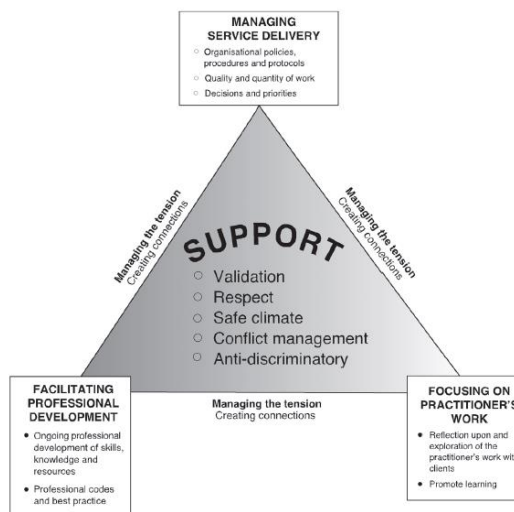 MANAGING
SERVICE DELIVERY
○ Organisational policies,
procedures and protocols
○ Quality and quantity of work
○ Decisions and priorities
Managing the tension
Creating connections
Managing the tension
Creating connections
SUPPORT
○ Validation
○ Respect
○ Safe climate
○ Conflict management
○ Anti-discriminatory
FACILITATING
PROFESSIONAL
DEVELOPMENT
● Ongoing professional
development of skills,
knowledge and
resources
● Professional codes
and best practice
Managing the tension
Creating connections
FOCUSING ON
PRACTITIONER'S
WORK
● Reflection upon and
exploration of the
practitioner's work wit
clients
● Promote learning